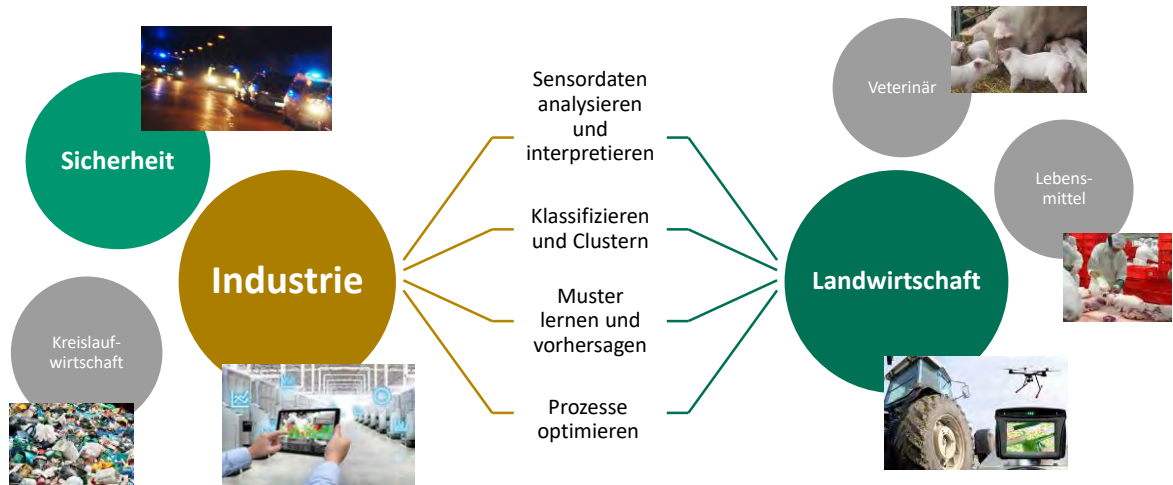 Sicherheit
Industrie
Kreislauf-
wirtschaft
Sensordaten
analysieren
und
interpretieren
Klassifizieren
und Clustern
Muster
lernen und
vorhersagen
Prozesse
optimieren
Veterinär
Lebens-
mittel
Landwirtschaft